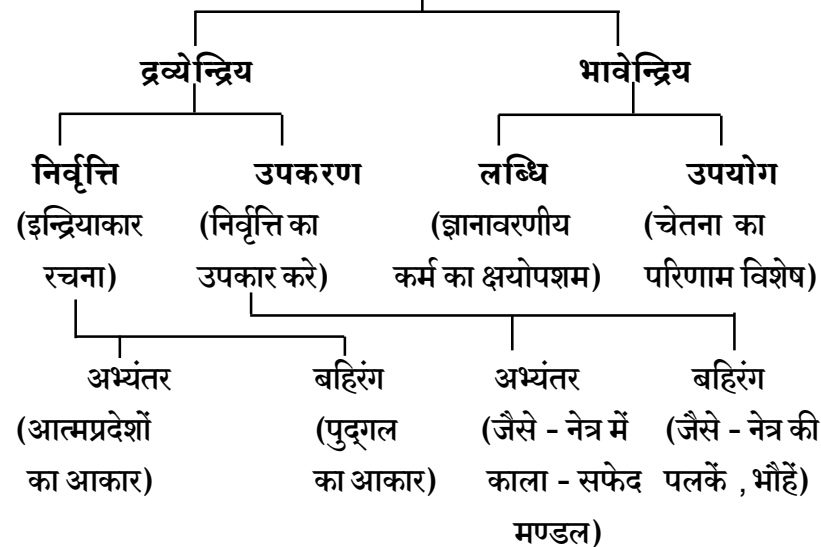 द्रव्येन्द्रिय भावेन्द्रिय
निर्वृत्ति उपकरण लब्धि उपयोग
(इन्द्रियाकार (निर्वृत्ति का (ज्ञानावरणीय (चेतना का
रचना) उपकार करे) कर्म का क्षयोपशम) परिणाम विशेष)
अभ्यंतर बहिरंग अभ्यंतर बहिरंग
(आत्मप्रदेशों (पुद्‌गल (जैसे - नेत्र में (जैसे - नेत्र की
का आकार) का आकार) काला - सफेद पलकें , भौहें)
मण्डल)